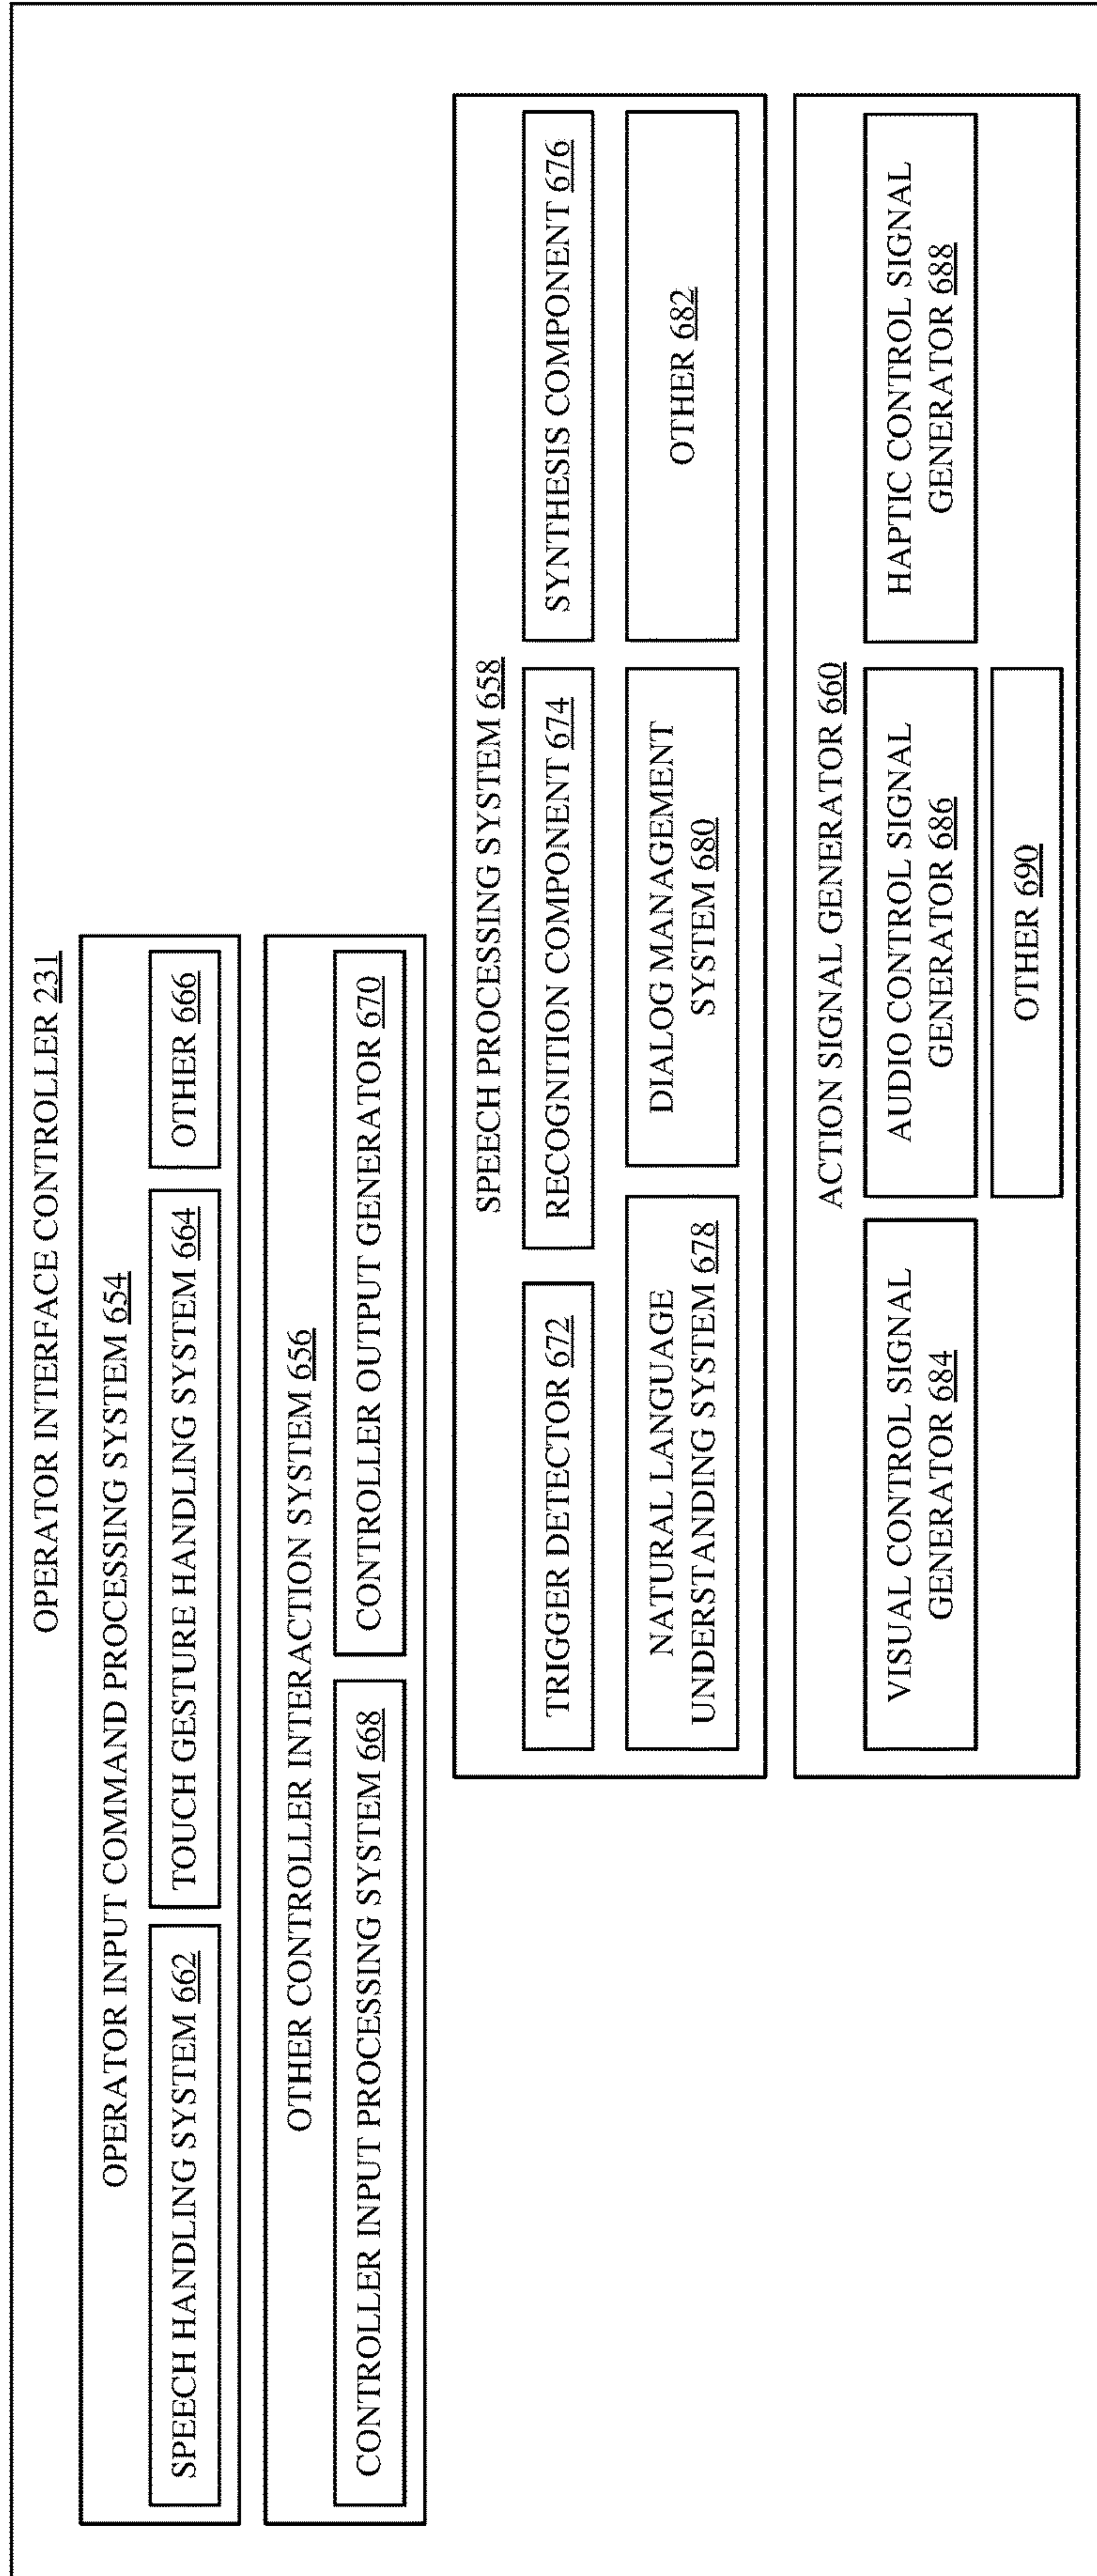 OPERATOR INTERFACE CONTROLLER 231
OPERATOR INPUT COMMAND PROCESSING SYSTEM 654
SPEECH HANDLING SYSTEM 662
TOUCH GESTURE HANDLING SYSTEM 664
OTHER 666
OTHER CONTROLLER INTERACTION SYSTEM 656
CONTROLLER INPUT PROCESSING SYSTEM 668
CONTROLLER OUTPUT GENERATOR 670
SPEECH PROCESSING SYSTEM 658
TRIGGER DETECTOR 672
RECOGNITION COMPONENT 674
SYNTHESIS COMPONENT 676
NATURAL LANGUAGE
UNDERSTANDING SYSTEM 678
DIALOG MANAGEMENT
SYSTEM 680
OTHER 682
ACTION SIGNAL GENERATOR 660
VISUAL CONTROL SIGNAL
GENERATOR 684
AUDIO CONTROL SIGNAL
GENERATOR 686
HAPTIC CONTROL SIGNAL
GENERATOR 688
OTHER 690